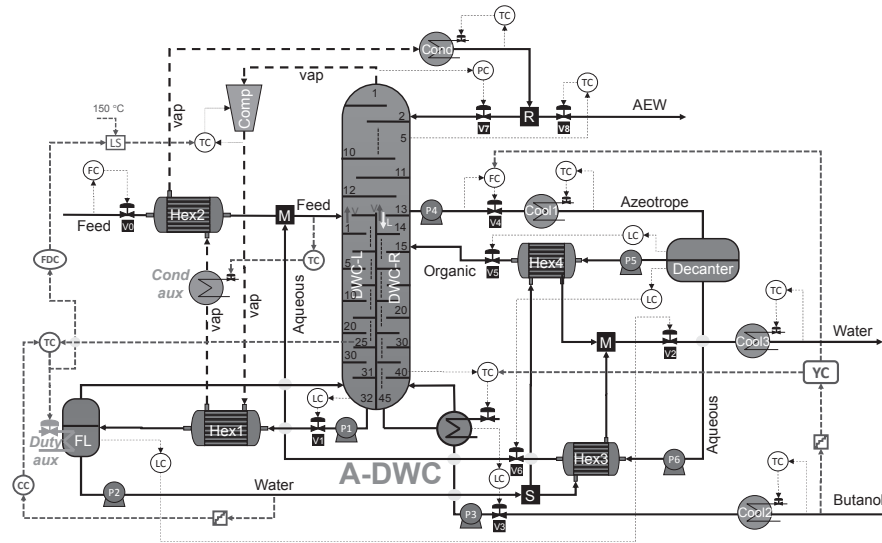 TC
Cond
PC
TC
vap
AEW
V7
R
V8
1
2
5
150 °C
vap
Comp
LS
TC
10
11
12
FC
FC
TC
Feed
V0
Hex2
M
Feed
V
V
L
13
P4
V4
Cool1
Azeotrope
1
14
LC
FDC
TC
15
Organic
V5
Hex4
P5
Decanter
DWC-L
DWC-R
5
LC
Cond
aux
vap
vap
Aqueous
10
20
TC
20
TC
25
30
M
V2
Cool3
Water
30
31
40
TC
YC
32
45
LC
Aqueous
Duty
aux
FL
Hex1
V1
P1
LC
A-DWC
V6
Hex3
P6
CC
LC
TC
P2
Water
S
P3
V3
Cool2
Butanol